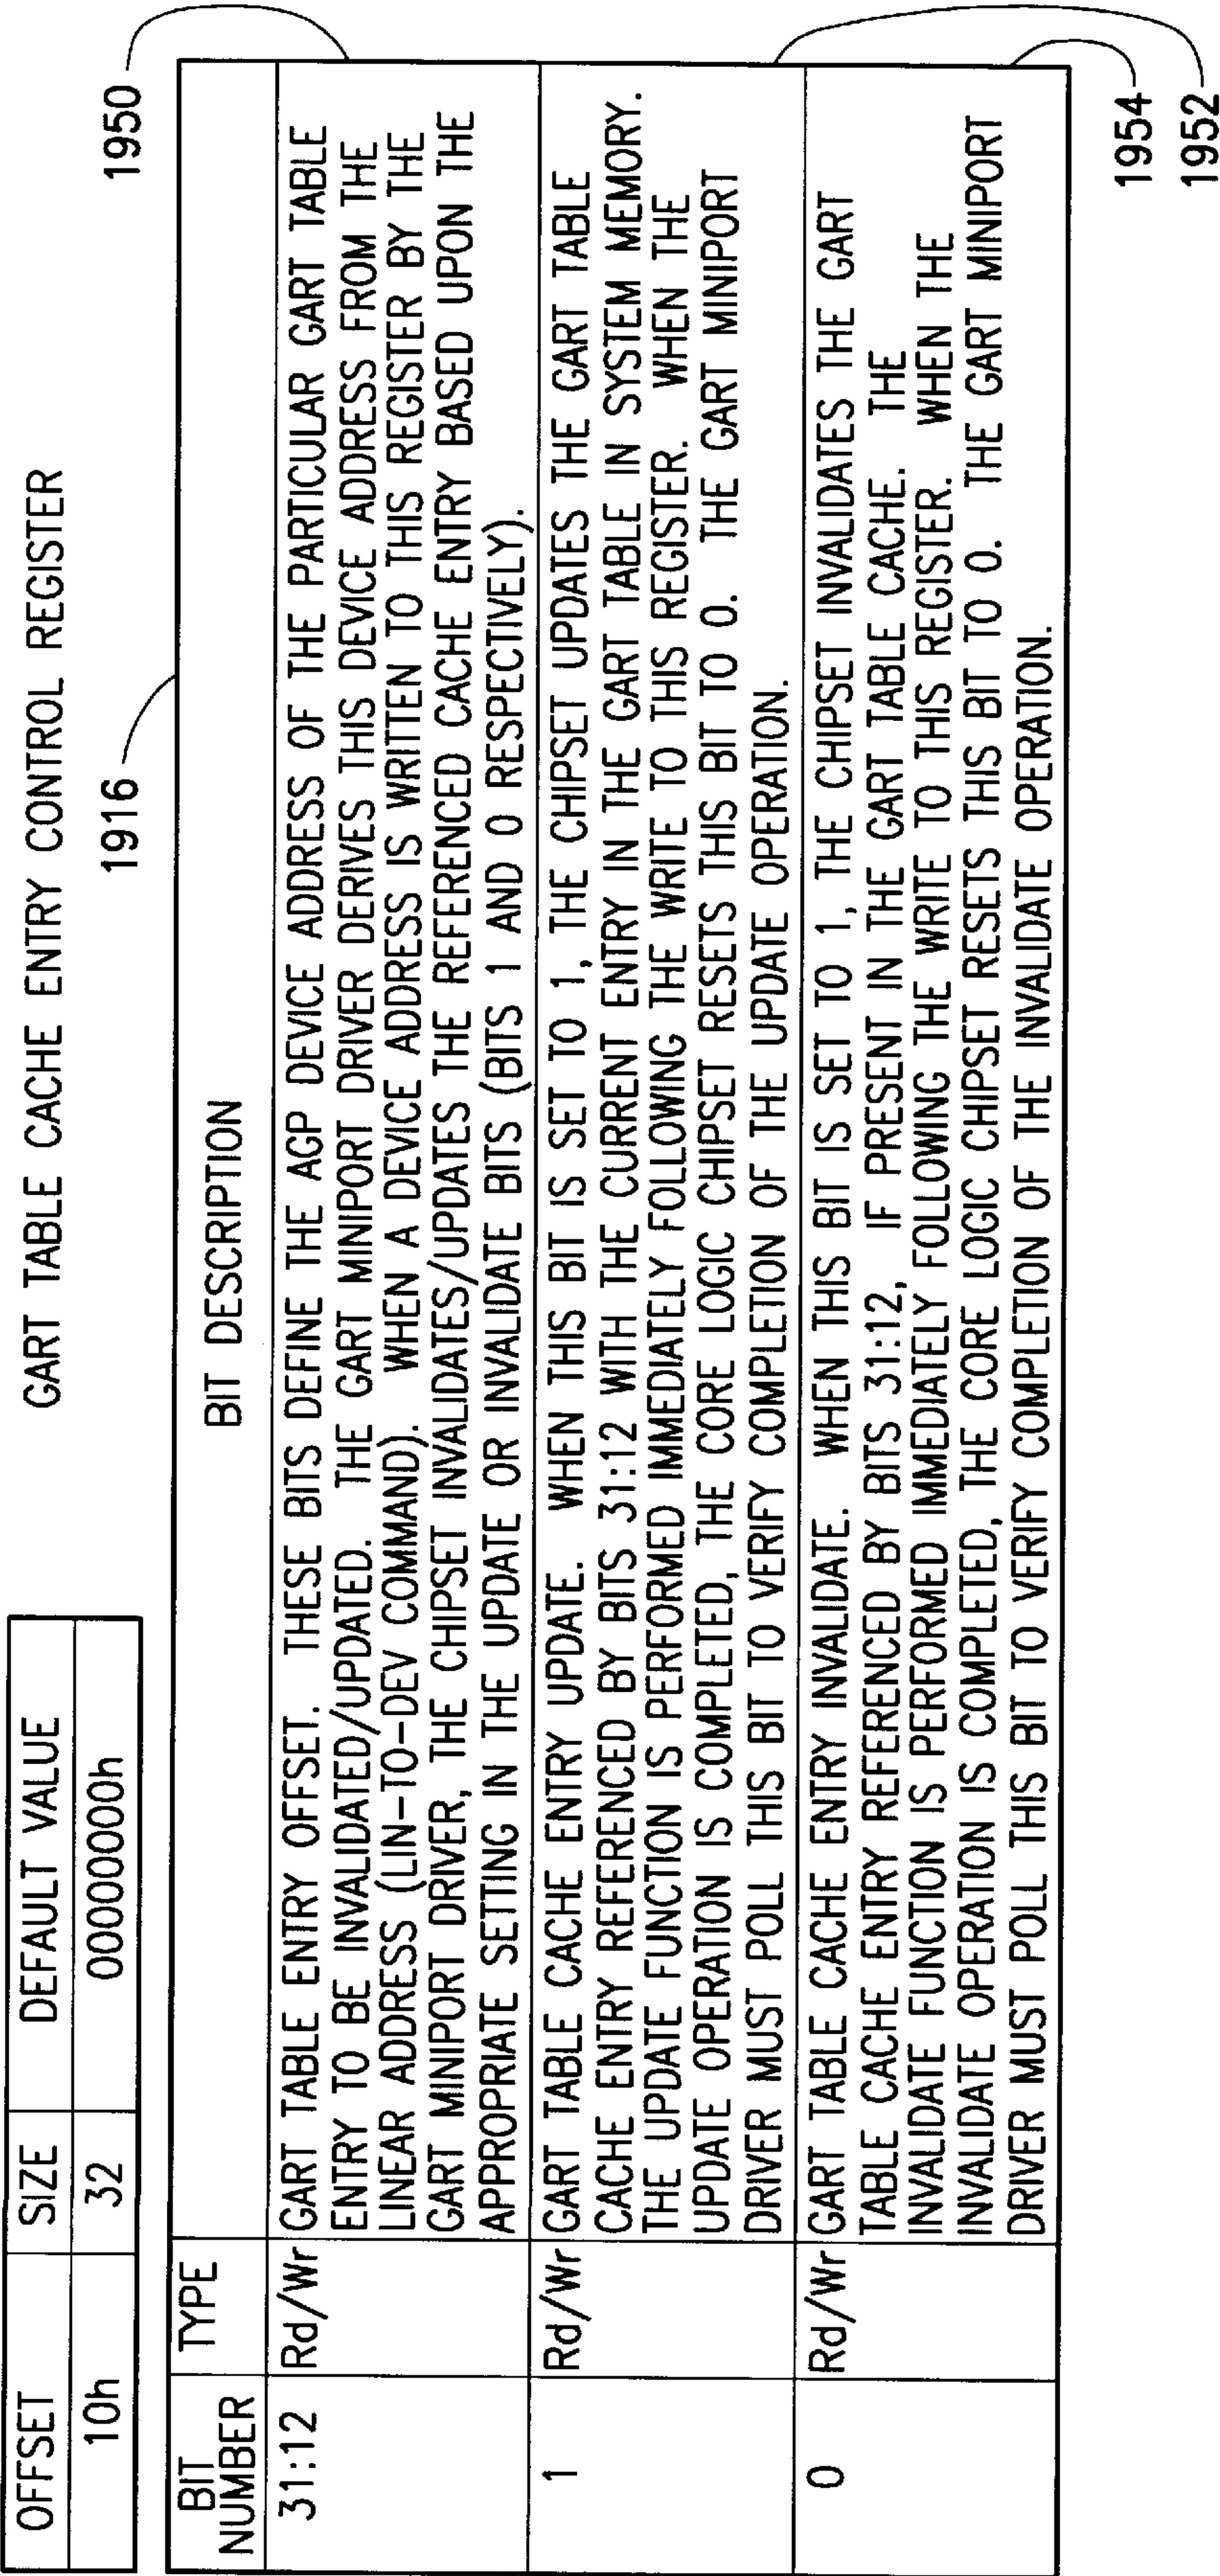 GART TABLE CACHE ENTRY CONTROL REGISTER
OFFSET SIZE DEFAULT VALUE
10h 32 00000000h
1916
1950
BIT NUMBER TYPE BIT DESCRIPTION
31:12 Rd/Wr GART TABLE ENTRY OFFSET. THESE BITS DEFINE THE AGP DEVICE ADDRESS OF THE PARTICULAR GART TABLE
ENTRY TO BE INVALIDATED/UPDATED. THE GART MINIPORT DRIVER DERIVES THIS DEVICE ADDRESS FROM THE
LINEAR ADDRESS (LIN-TO-DEV COMMAND). WHEN A DEVICE ADDRESS IS WRITTEN TO THIS REGISTER BY THE
GART MINIPORT DRIVER, THE CHIPSET INVALIDATES/UPDATES THE REFERENCED CACHE ENTRY BASED UPON THE
APPROPRIATE SETTING IN THE UPDATE OR INVALIDATE BITS (BITS 1 AND 0 RESPECTIVELY).
1 Rd/Wr GART TABLE CACHE ENTRY UPDATE. WHEN THIS BIT IS SET TO 1, THE CHIPSET UPDATES THE GART TABLE
CACHE ENTRY REFERENCED BY BITS 31:12 WITH THE CURRENT ENTRY IN THE GART TABLE IN SYSTEM MEMORY.
THE UPDATE FUNCTION IS PERFORMED IMMEDIATELY FOLLOWING THE WRITE TO THIS REGISTER. WHEN THE
UPDATE OPERATION IS COMPLETED, THE CORE LOGIC CHIPSET RESETS THIS BIT TO 0. THE GART MINIPORT
DRIVER MUST POLL THIS BIT TO VERIFY COMPLETION OF THE UPDATE OPERATION.
0 Rd/Wr GART TABLE CACHE ENTRY INVALIDATE. WHEN THIS BIT IS SET TO 1, THE CHIPSET INVALIDATES THE GART
TABLE CACHE ENTRY REFERENCED BY BITS 31:12, IF PRESENT IN THE GART TABLE CACHE. THE
INVALIDATE FUNCTION IS PERFORMED IMMEDIATELY FOLLOWING THE WRITE TO THIS REGISTER. WHEN THE
INVALIDATE OPERATION IS COMPLETED, THE CORE LOGIC CHIPSET RESETS THIS BIT TO 0. THE GART MINIPORT
DRIVER MUST POLL THIS BIT TO VERIFY COMPLETION OF THE INVALIDATE OPERATION.
1954
1952